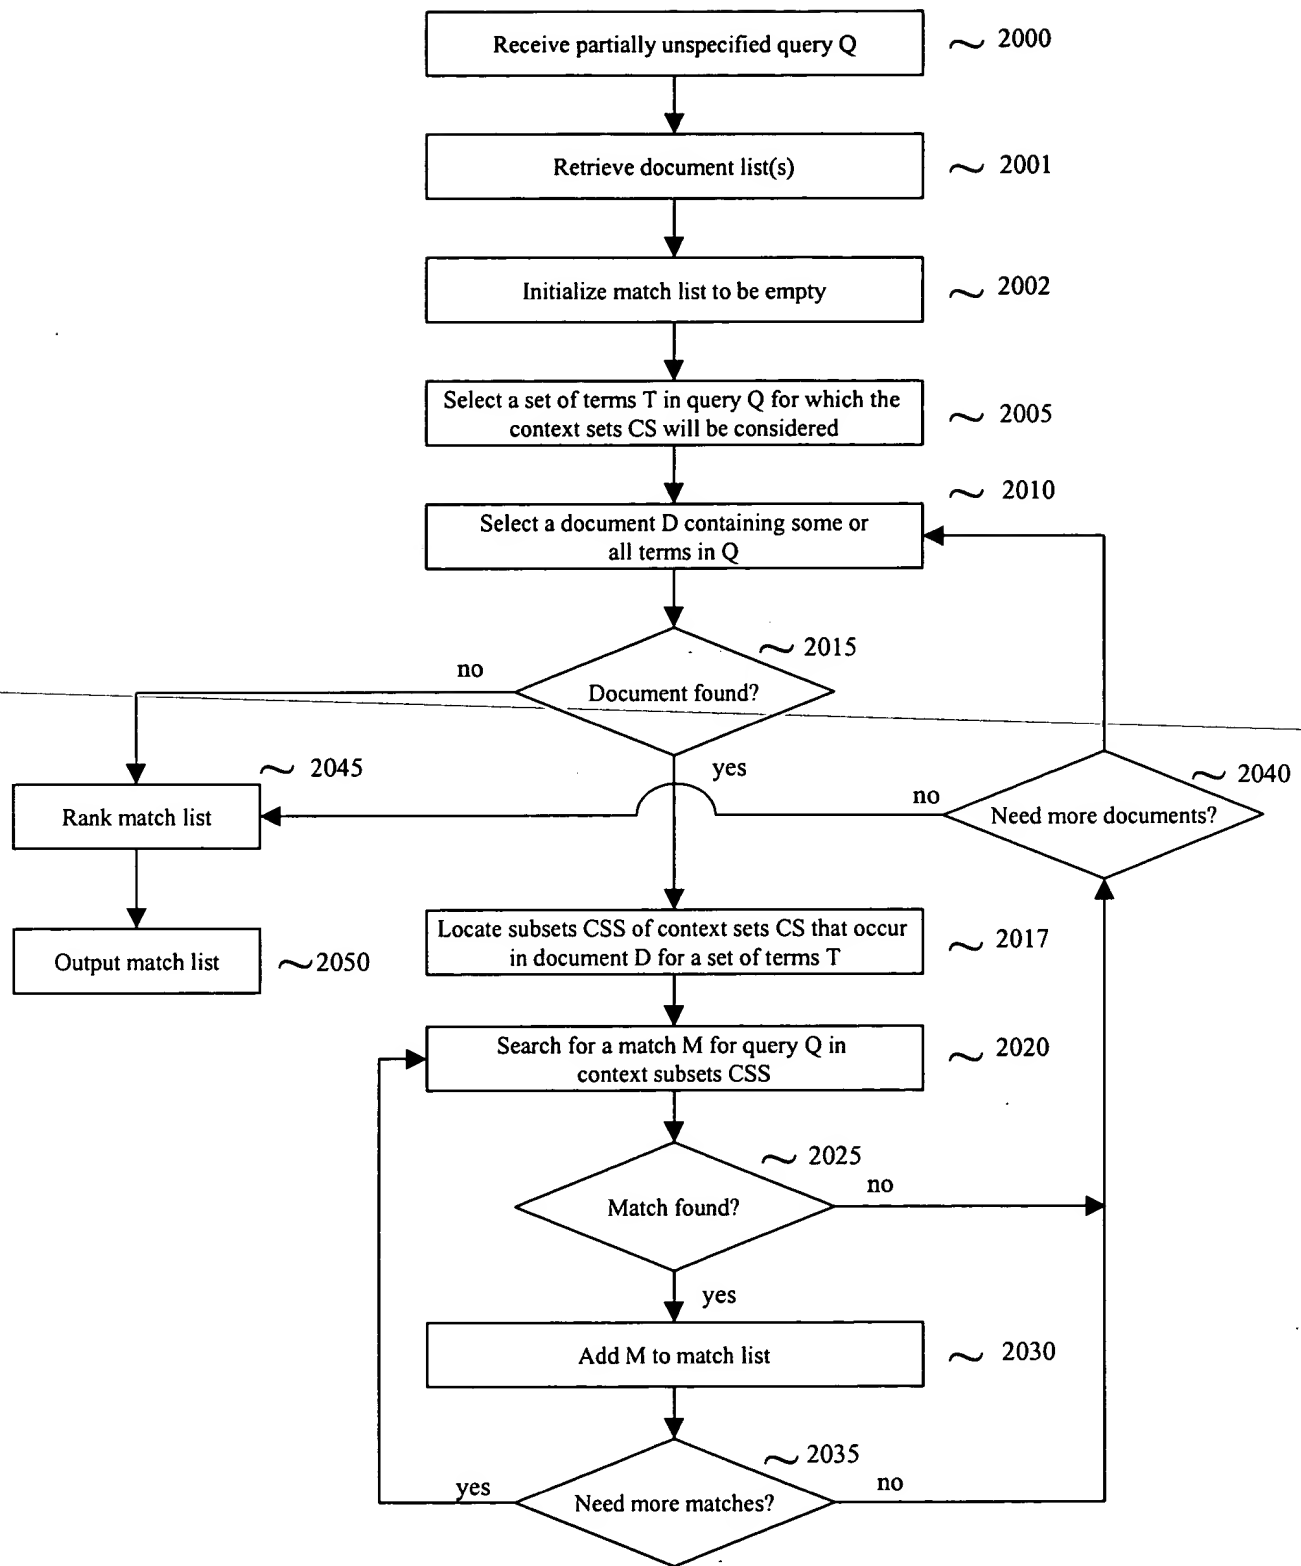 Receive partially unspecified query Q
2000
Retrieve document list(s)
2001
Initialize match list to be empty
2002
Select a set of terms T in query Q for which the
context sets CS will be considered
2005
2010
Select a document D containing some or
all terms in Q
2015
no
Document found?
yes
2045
2040
Rank match list
no
Need more documents?
Locate subsets CSS of context sets CS that occur
in document D for a set of terms T
2017
Output match list
2050
Search for a match M for query Q in
context subsets CSS
2020
2025
no
Match found?
yes
Add M to match list
2030
2035
yes
Need more matches?
no